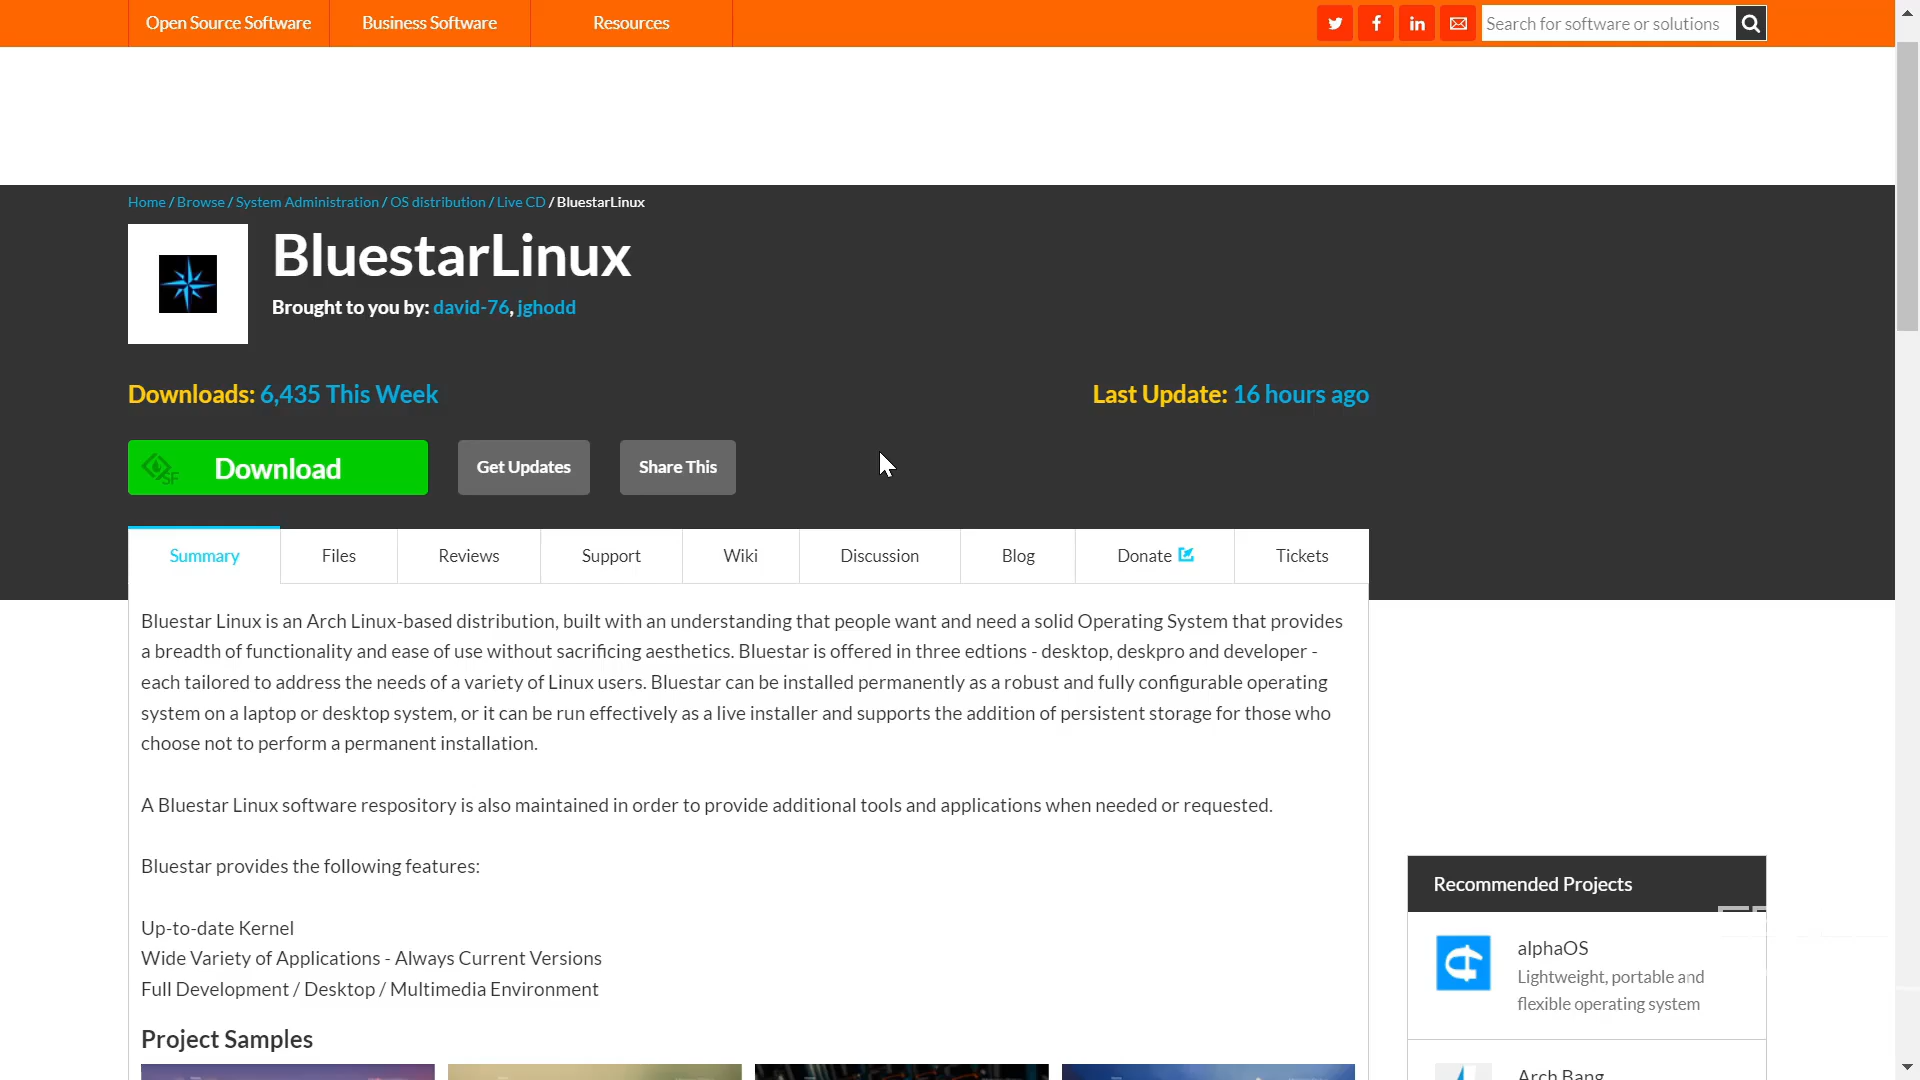 Open Source Software Business Software Resources Search for software or solutions
Home / Browse / System Administration / OS distribution / Live CD / BluestarLinux
BluestarLinux
Brought to you by: david-76, jghodd
Downloads: 6,435 This Week
Last Update: 16 hours ago
SF Download Get Updates Share This
Summary Files Reviews Support Wiki Discussion Blog Donate Tickets
Bluestar Linux is an Arch Linux-based distribution, built with an understanding that people want and need a solid Operating System that provides
a breadth of functionality and ease of use without sacrificing aesthetics. Bluestar is offered in three edtions - desktop, deskpro and developer -
each tailored to address the needs of a variety of Linux users. Bluestar can be installed permanently as a robust and fully configurable operating
system on a laptop or desktop system, or it can be run effectively as a live installer and supports the addition of persistent storage for those who
choose not to perform a permanent installation.
A Bluestar Linux software respository is also maintained in order to provide additional tools and applications when needed or requested.
Bluestar provides the following features:
Up-to-date Kernel
Wide Variety of Applications - Always Current Versions
Full Development / Desktop / Multimedia Environment
Project Samples
Recommended Projects
alphaOS
Lightweight, portable and
flexible operating system
Arch Bang